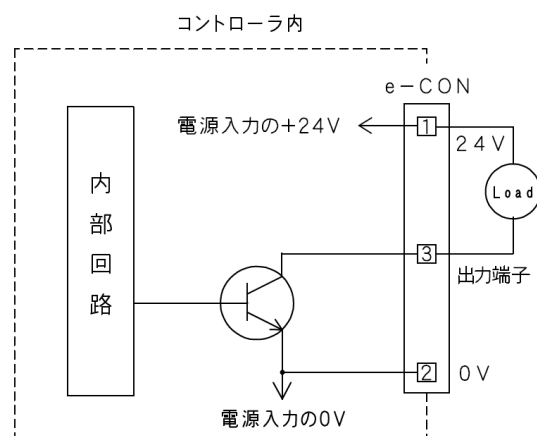 コントローラ内
e－CON
電源入力の＋24V
1
24V
Load
内部回路
3
出力端子
2
0V
電源入力の0V